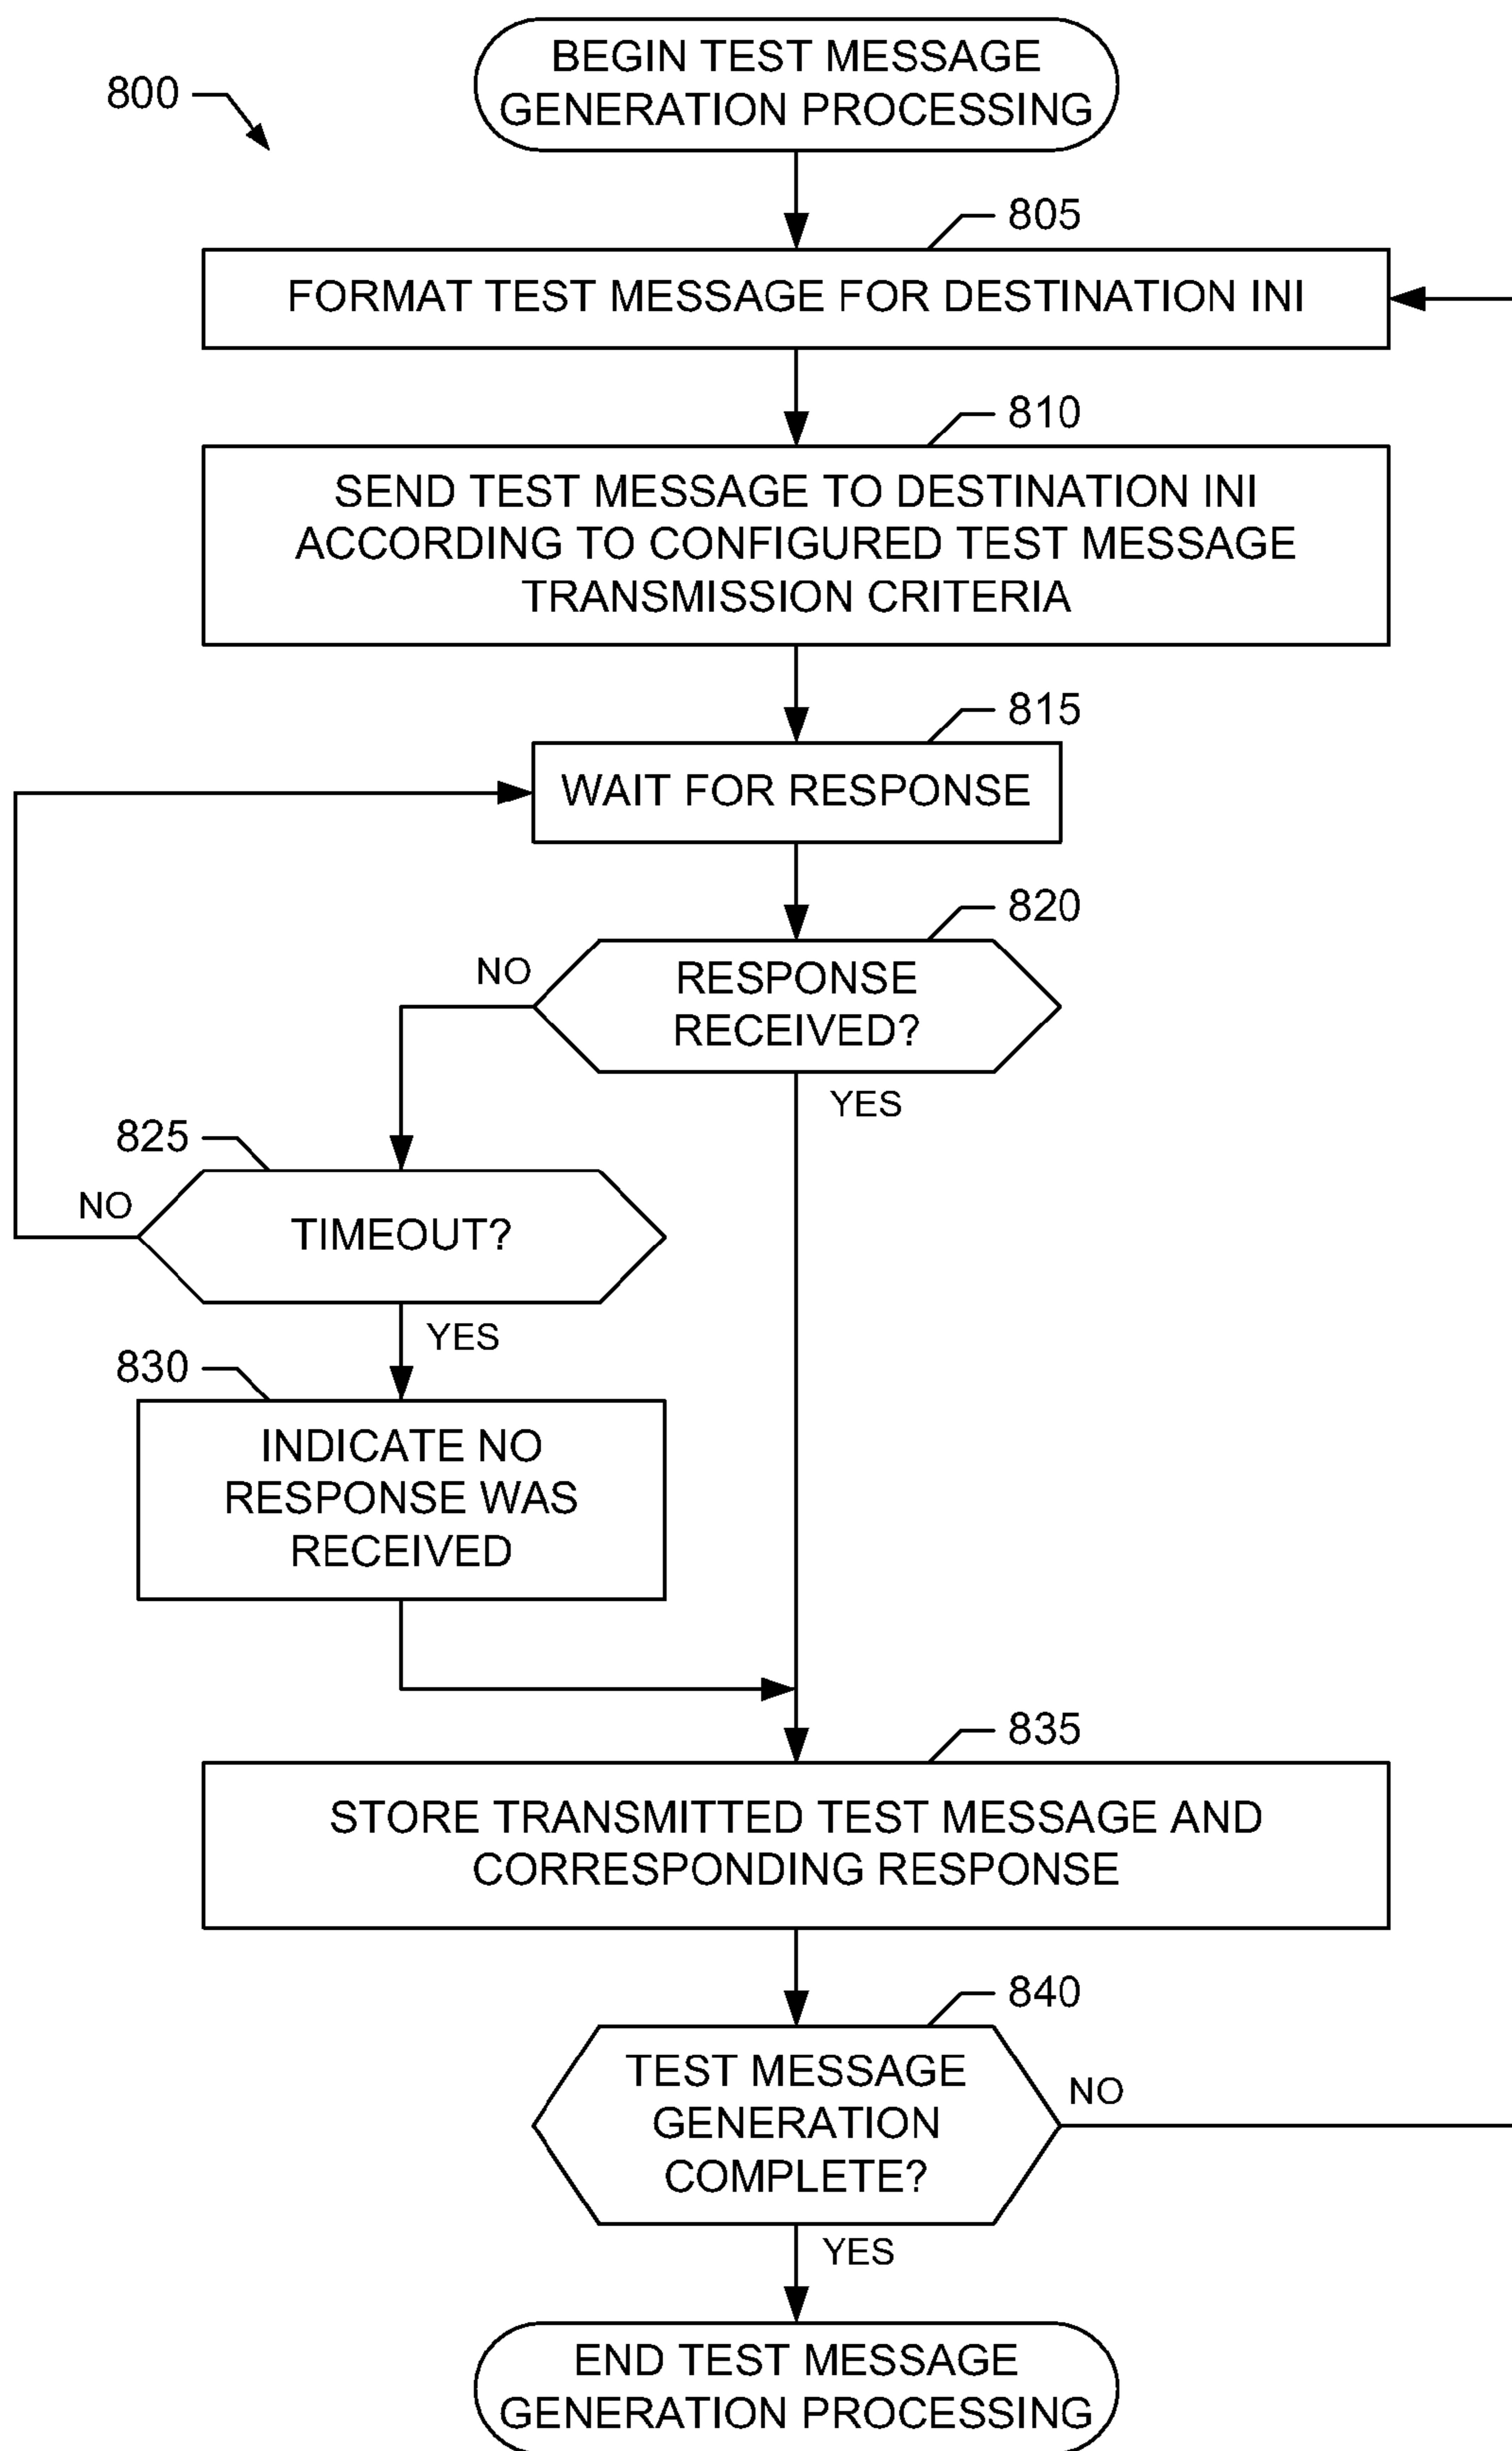 BEGIN TEST MESSAGE
GENERATION PROCESSING
800
805
FORMAT TEST MESSAGE FOR DESTINATION INI
810
SEND TEST MESSAGE TO DESTINATION INI
ACCORDING TO CONFIGURED TEST MESSAGE
TRANSMISSION CRITERIA
815
WAIT FOR RESPONSE
820
NO
RESPONSE
RECEIVED?
YES
825
NO
TIMEOUT?
YES
830
INDICATE NO
RESPONSE WAS
RECEIVED
835
STORE TRANSMITTED TEST MESSAGE AND
CORRESPONDING RESPONSE
840
TEST MESSAGE
GENERATION
COMPLETE?
NO
YES
END TEST MESSAGE
GENERATION PROCESSING